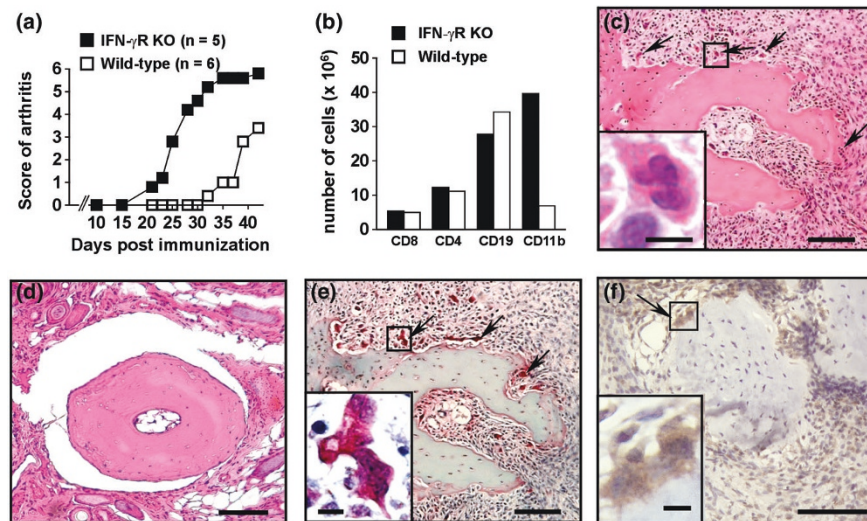 (a)
IFN-γR KO (n = 5)
Wild-type (n = 6)
Score of arthritis
6
5
4
3
2
1
0
10 15 20 25 30 35 40
Days post immunization
(b)
IFN-γR KO
Wild-type
number of cells (x 10⁶)
50
40
30
20
10
0
CD8 CD4 CD19 CD11b
(c)
(d)
(e)
(f)